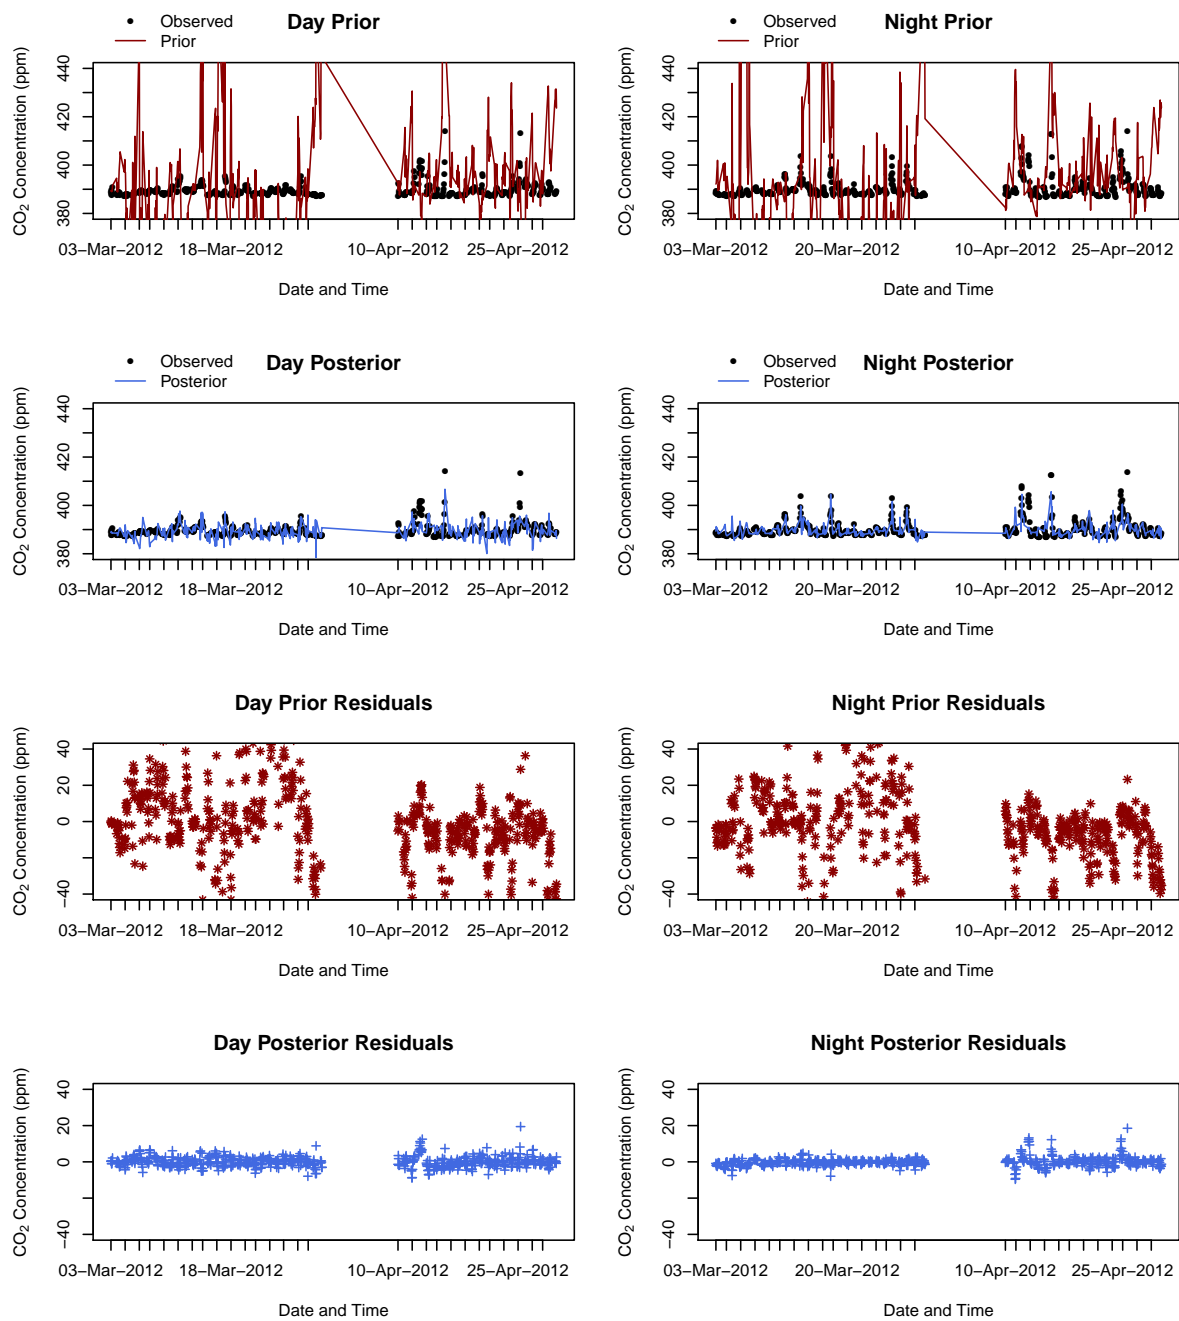 Observed
Prior
Day Prior
CO2 Concentration (ppm)
380 400 420 440
03−Mar−2012 18−Mar−2012 10−Apr−2012 25−Apr−2012
Date and Time
Observed
Prior
Night Prior
CO2 Concentration (ppm)
380 400 420 440
03−Mar−2012 20−Mar−2012 10−Apr−2012 25−Apr−2012
Date and Time
Observed
Posterior
Day Posterior
CO2 Concentration (ppm)
380 400 420 440
03−Mar−2012 18−Mar−2012 10−Apr−2012 25−Apr−2012
Date and Time
Observed
Posterior
Night Posterior
CO2 Concentration (ppm)
380 400 420 440
03−Mar−2012 20−Mar−2012 10−Apr−2012 25−Apr−2012
Date and Time
Day Prior Residuals
CO2 Concentration (ppm)
−40 0 20 40
03−Mar−2012 18−Mar−2012 10−Apr−2012 25−Apr−2012
Date and Time
Night Prior Residuals
CO2 Concentration (ppm)
−40 0 20 40
03−Mar−2012 20−Mar−2012 10−Apr−2012 25−Apr−2012
Date and Time
Day Posterior Residuals
CO2 Concentration (ppm)
−40 0 20 40
03−Mar−2012 18−Mar−2012 10−Apr−2012 25−Apr−2012
Date and Time
Night Posterior Residuals
CO2 Concentration (ppm)
−40 0 20 40
03−Mar−2012 20−Mar−2012 10−Apr−2012 25−Apr−2012
Date and Time